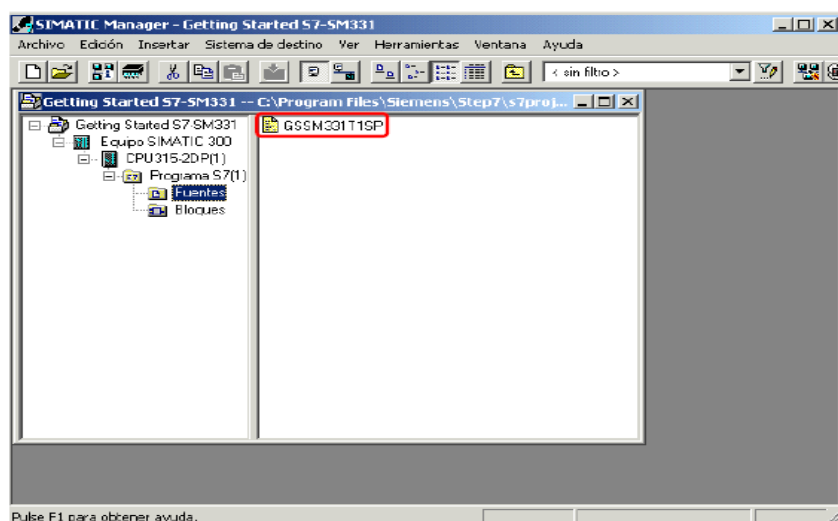 SIMATIC Manager - Getting Started S7-SM331
Archivo Edición Insertar Sistema de destino Ver Herramientas Ventana Ayuda
< sin filtro >
Getting Started S7-SM331 -- C:\Program Files\Siemens\Step7\s7proj...
Getting Started S7-SM331
GSSM331T1SP
Equipo SIMATIC 300
CPU315-2DP(1)
Programa S7(1)
Fuentes
Bloques
Pulse F1 para obtener ayuda.